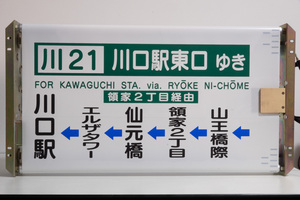 川21 川口駅東口 ゆき
FOR KAWAGUCHI STA. via. RYŌKE NI-CHŌME
領家2丁目経由
川口駅
エルザタワー
仙元橋
領家2丁目
山王橋際